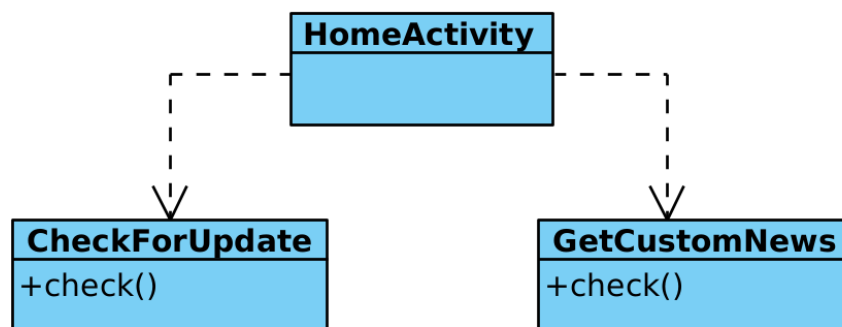 HomeActivity
CheckForUpdate
+check()
GetCustomNews
+check()